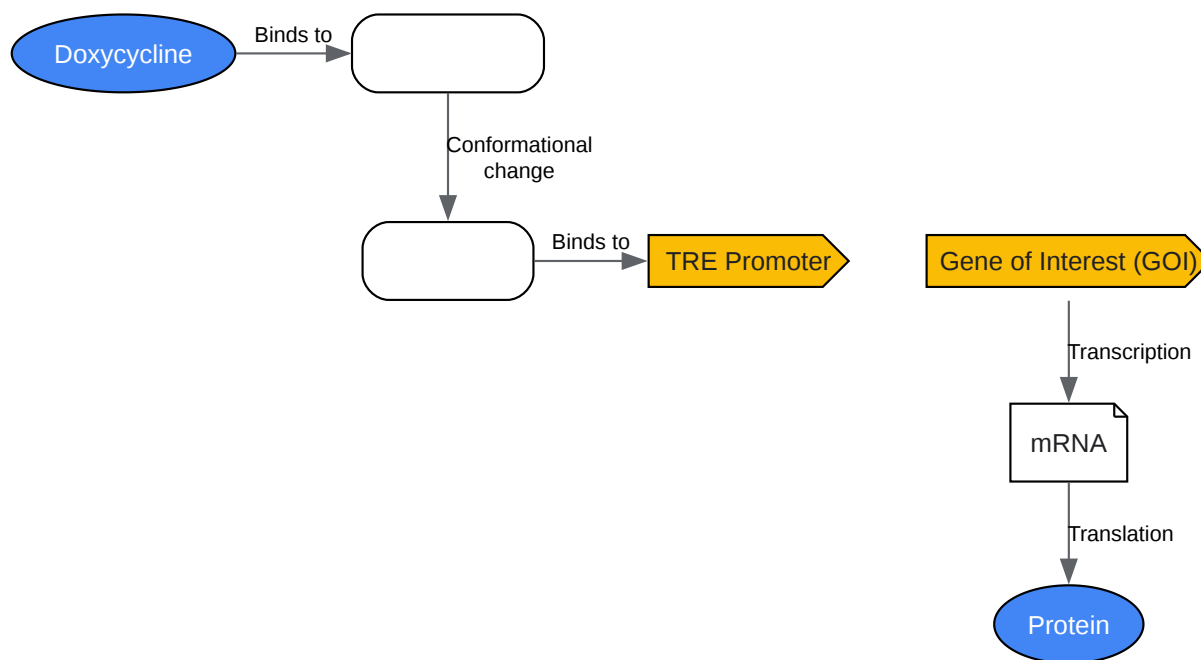 Doxycycline
Binds to
Conformational
change
Binds to
TRE Promoter
Gene of Interest (GOI)
Transcription
mRNA
Translation
Protein